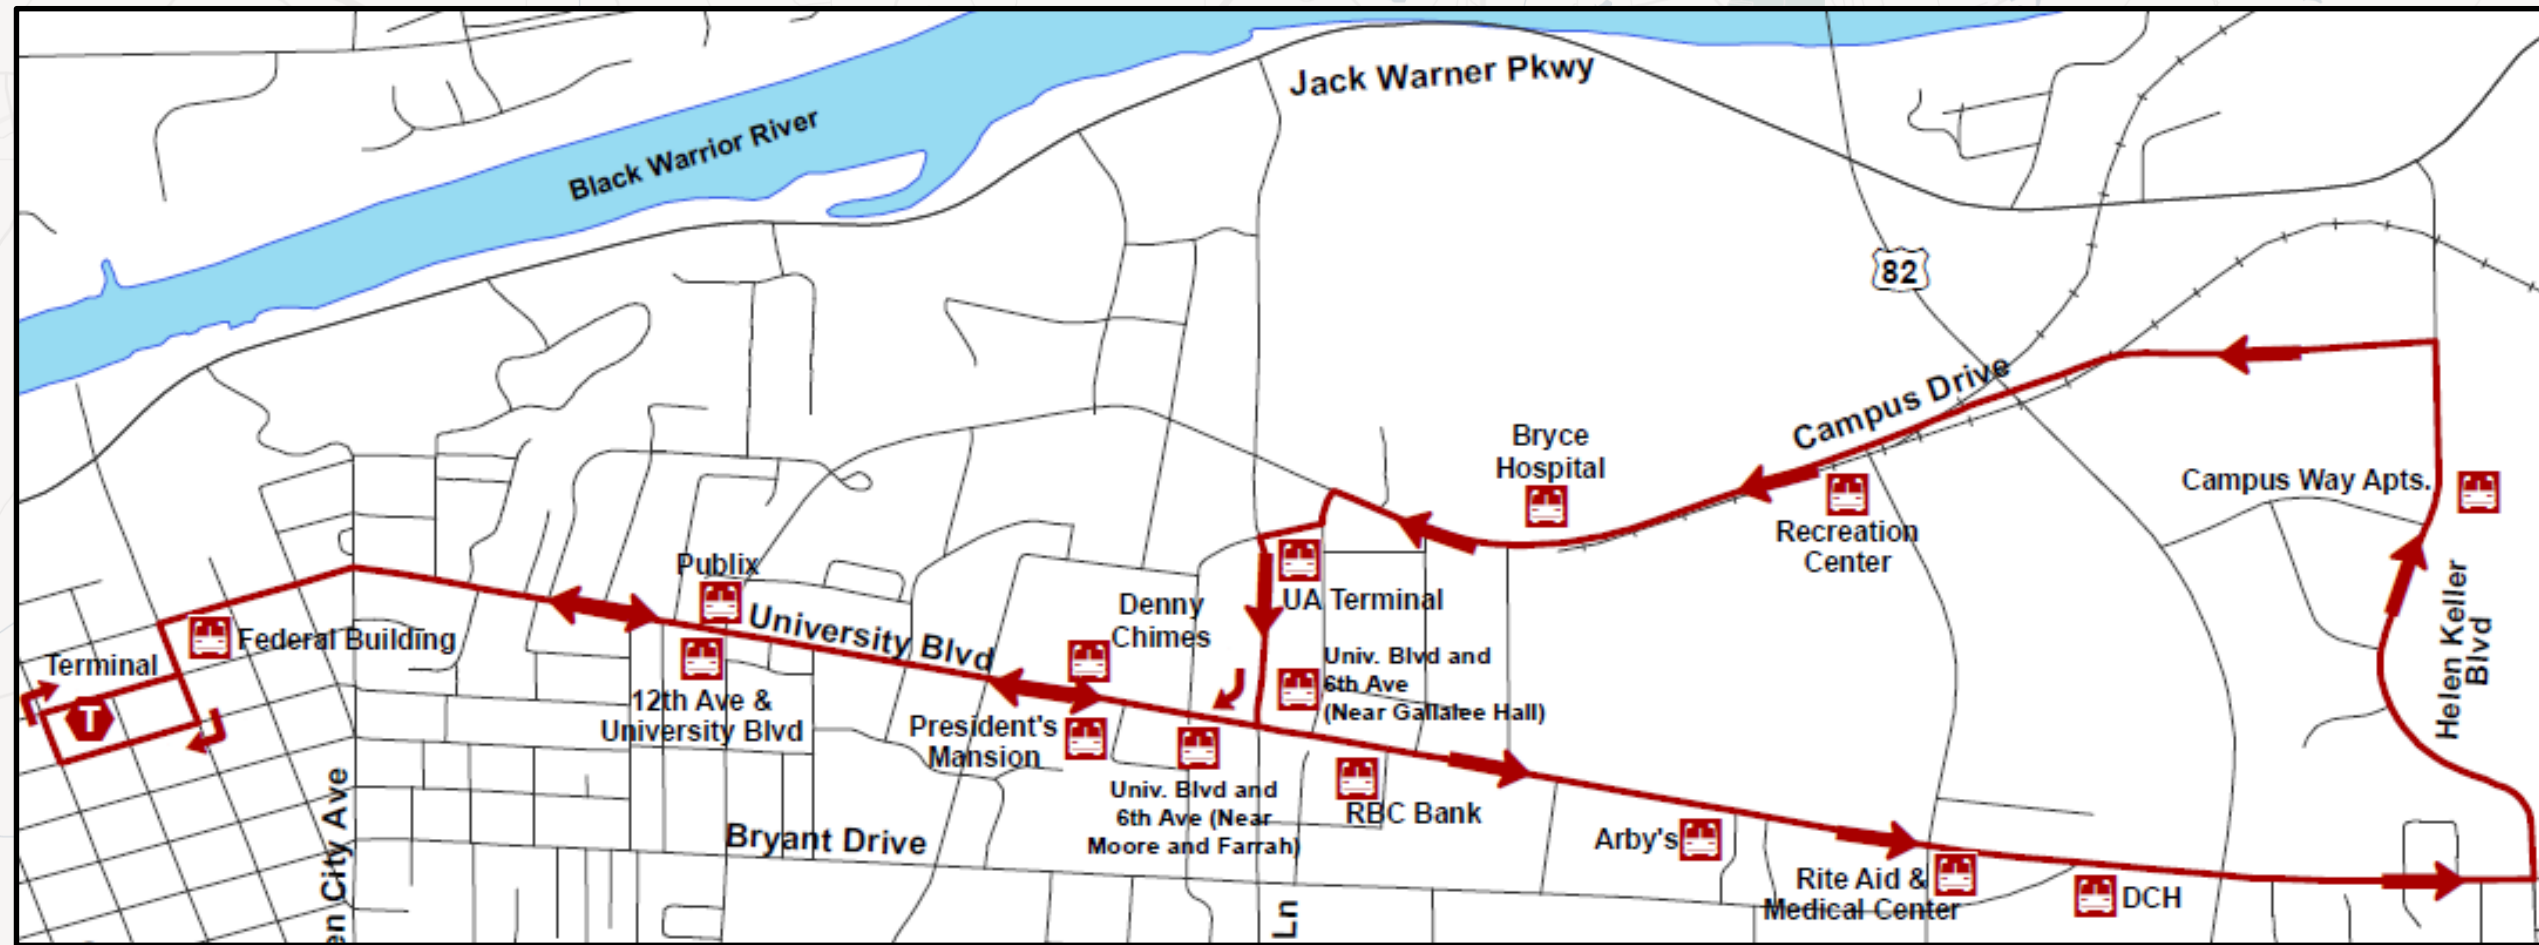 Jack Warner Pkwy
Black Warrior River
82
Campus Drive
Bryce
Hospital
Campus Way Apts.
Recreation
Center
Publix
University Blvd
Denny
Chimes
UA Terminal
Federal Building
Terminal
T
Helen Keller
Blvd
Univ. Blvd and
6th Ave
(Near Gallalee Hall)
12th Ave &
University Blvd
President's
Mansion
Univ. Blvd and
6th Ave (Near
Moore and Farrah)
RBC Bank
Arby's
Bryant Drive
Rite Aid &
Medical Center
DCH
en City Ave
Ln